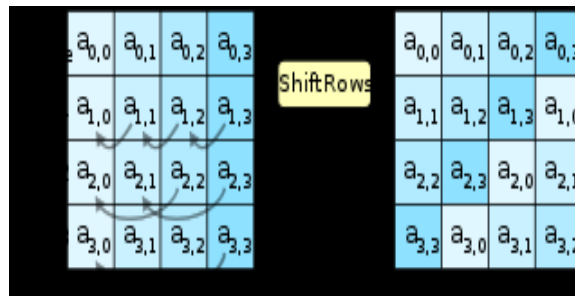 a0,0 a0,1 a0,2 a0,3 a0,0 a0,1 a0,2
ShiftRows
a1,0 a1,1 a1,2 a1,3 a1,1 a1,2 a1,3
a2,0 a2,1 a2,2 a2,3 a2,2 a2,3 a2,0 a2,1
a3,0 a3,1 a3,2 a3,3 a3,3 a3,0 a3,1